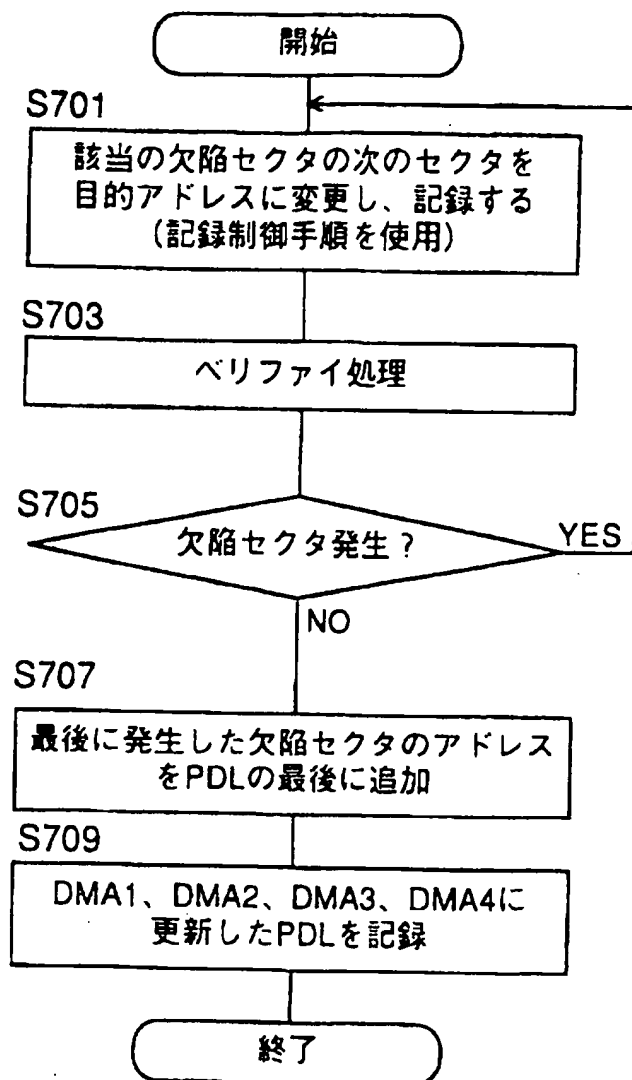 開始
S701
該当の欠陥セクタの次のセクタを
目的アドレスに変更し、記録する
(記録制御手順を使用)
S703
ベリファイ処理
S705
欠陥セクタ発生?
YES
NO
S707
最後に発生した欠陥セクタのアドレス
をPDLの最後に追加
S709
DMA1、DMA2、DMA3、DMA4に
更新したPDLを記録
終了